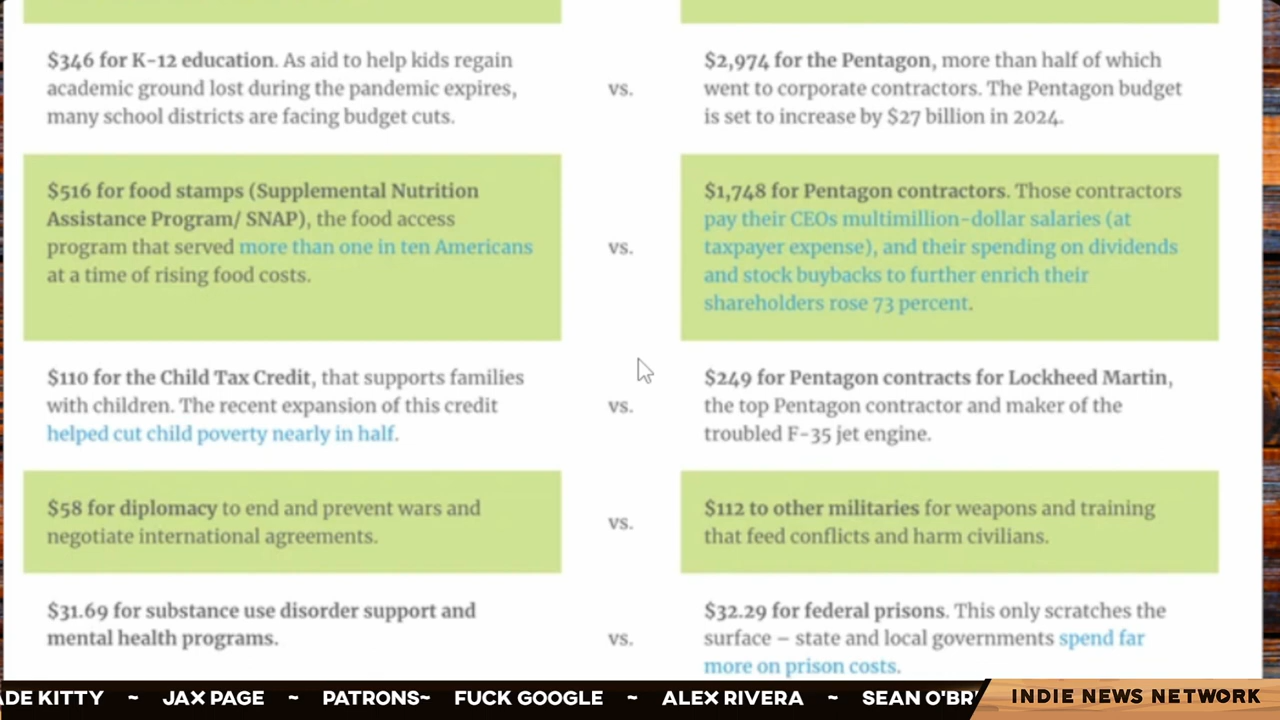 $346 for K-12 education. As aid to help kids regain
academic ground lost during the pandemic expires,
many school districts are facing budget cuts.
vs.
$2,974 for the Pentagon, more than half of which
went to corporate contractors. The Pentagon budget
is set to increase by $27 billion in 2024.
$516 for food stamps (Supplemental Nutrition
Assistance Program/ SNAP), the food access
program that served more than one in ten Americans
at a time of rising food costs.
vs.
$1,748 for Pentagon contractors. Those contractors
pay their CEOs multimillion-dollar salaries (at
taxpayer expense), and their spending on dividends
and stock buybacks to further enrich their
shareholders rose 73 percent.
$110 for the Child Tax Credit, that supports families
with children. The recent expansion of this credit
helped cut child poverty nearly in half.
vs.
$249 for Pentagon contracts for Lockheed Martin,
the top Pentagon contractor and maker of the
troubled F-35 jet engine.
$58 for diplomacy to end and prevent wars and
negotiate international agreements.
vs.
$112 to other militaries for weapons and training
that feed conflicts and harm civilians.
$31.69 for substance use disorder support and
mental health programs.
vs.
$32.29 for federal prisons. This only scratches the
surface – state and local governments spend far
more on prison costs.
DE KITTY ~ JAX PAGE ~ PATRONS~ FUCK GOOGLE ~ ALEX RIVERA ~ SEAN O'BR
INDIE NEWS NETWORK